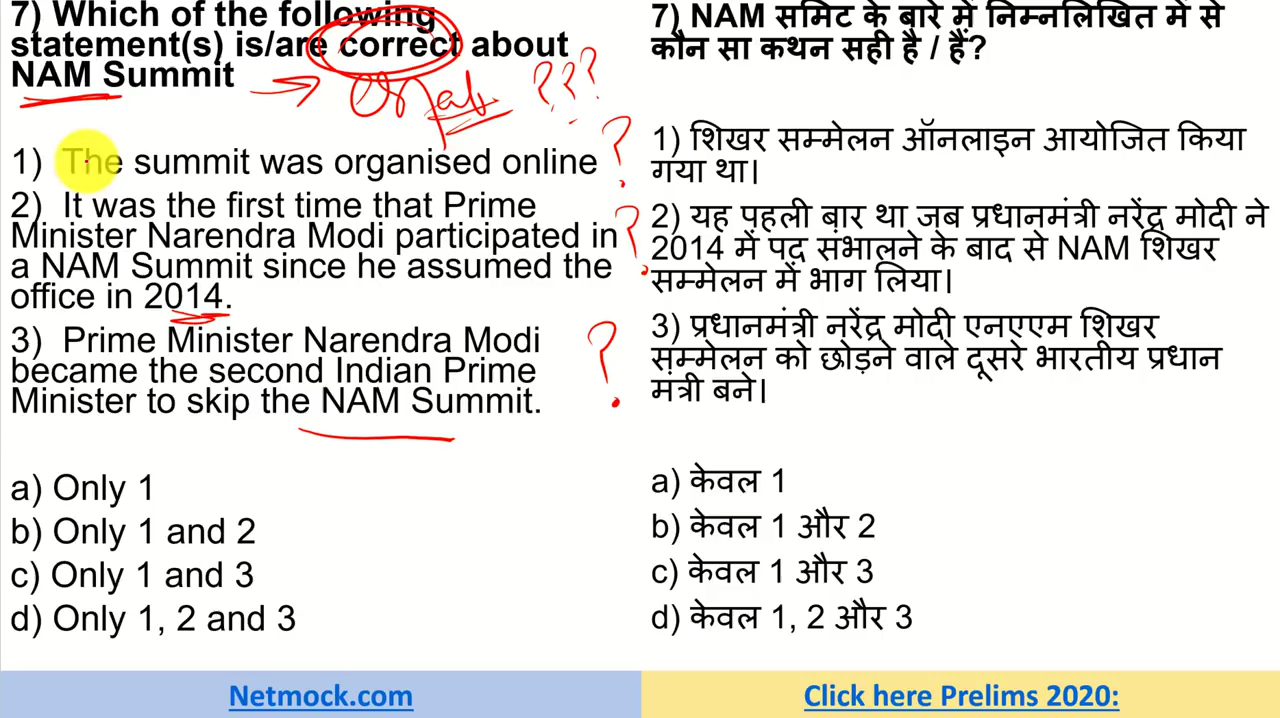 7) Which of the following
statement(s) is/are correct about
NAM Summit
1) The summit was organised online
2) It was the first time that Prime
Minister Narendra Modi participated in
a NAM Summit since he assumed the
office in 2014.
3) Prime Minister Narendra Modi
became the second Indian Prime
Minister to skip the NAM Summit.
a) Only 1
b) Only 1 and 2
c) Only 1 and 3
d) Only 1, 2 and 3
7) NAM समिट के बारे में निम्नलिखित में से
कौन सा कथन सही है / हैं?
1) शिखर सम्मेलन ऑनलाइन आयोजित किया
गया था।
2) यह पहली बार था जब प्रधानमंत्री नरेंद्र मोदी ने
2014 में पद संभालने के बाद से NAM शिखर
सम्मेलन में भाग लिया।
3) प्रधानमंत्री नरेंद्र मोदी एनएएम शिखर
सम्मेलन को छोड़ने वाले दूसरे भारतीय प्रधान
मंत्री बने।
a) केवल 1
b) केवल 1 और 2
c) केवल 1 और 3
d) केवल 1, 2 और 3
???
?
?
?
Netmock.com
Click here Prelims 2020: